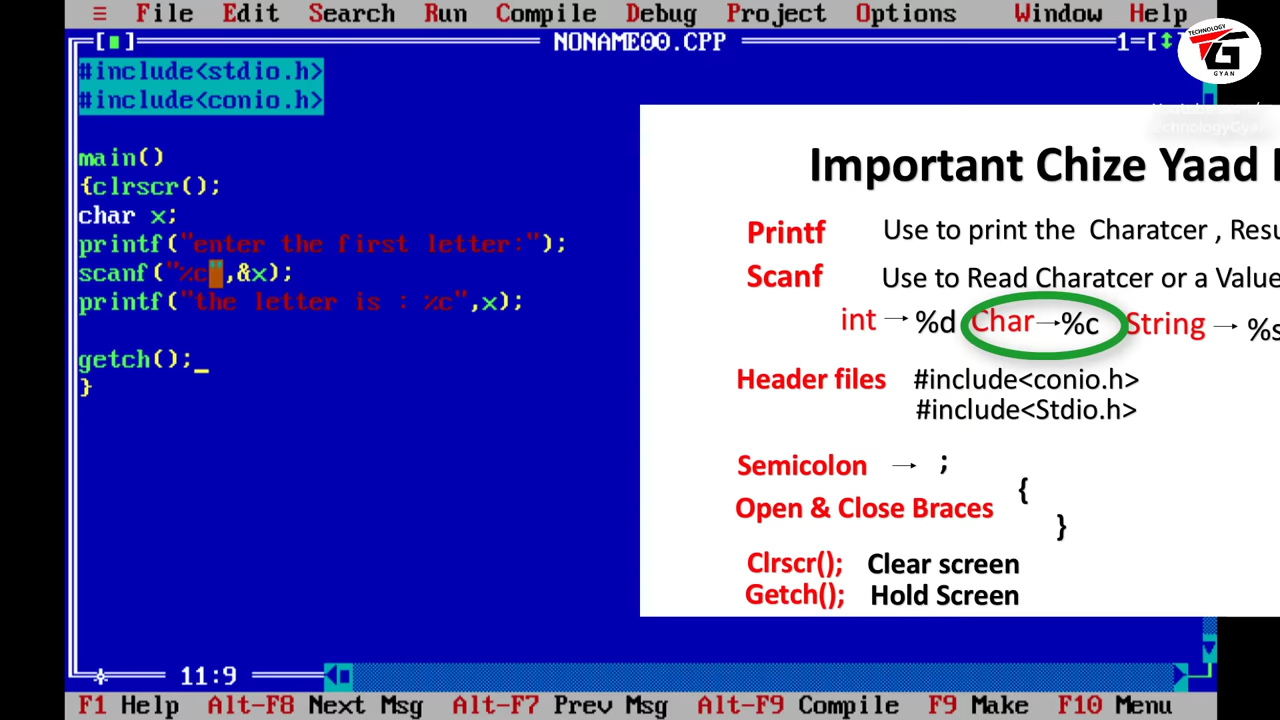 ≡ File Edit Search Run Compile Debug Project Options Window Help
NONAME00.CPP
1
TECHNOLOGY
GYAN
#include<stdio.h>
#include<conio.h>
main()
{clrscr();
char x;
printf("enter the first letter:");
scanf("%c",&x);
printf("the letter is : %c",x);
getch();_
}
Important Chize Yaad
Printf Use to print the Charatcer , Resu
Scanf Use to Read Charatcer or a Value
int → %d Char → %c String → %s
Header files #include<conio.h>
#include<Stdio.h>
Semicolon → ;
{
Open & Close Braces
}
Clrscr(); Clear screen
Getch(); Hold Screen
11:9
F1 Help Alt-F8 Next Msg Alt-F7 Prev Msg Alt-F9 Compile F9 Make F10 Menu